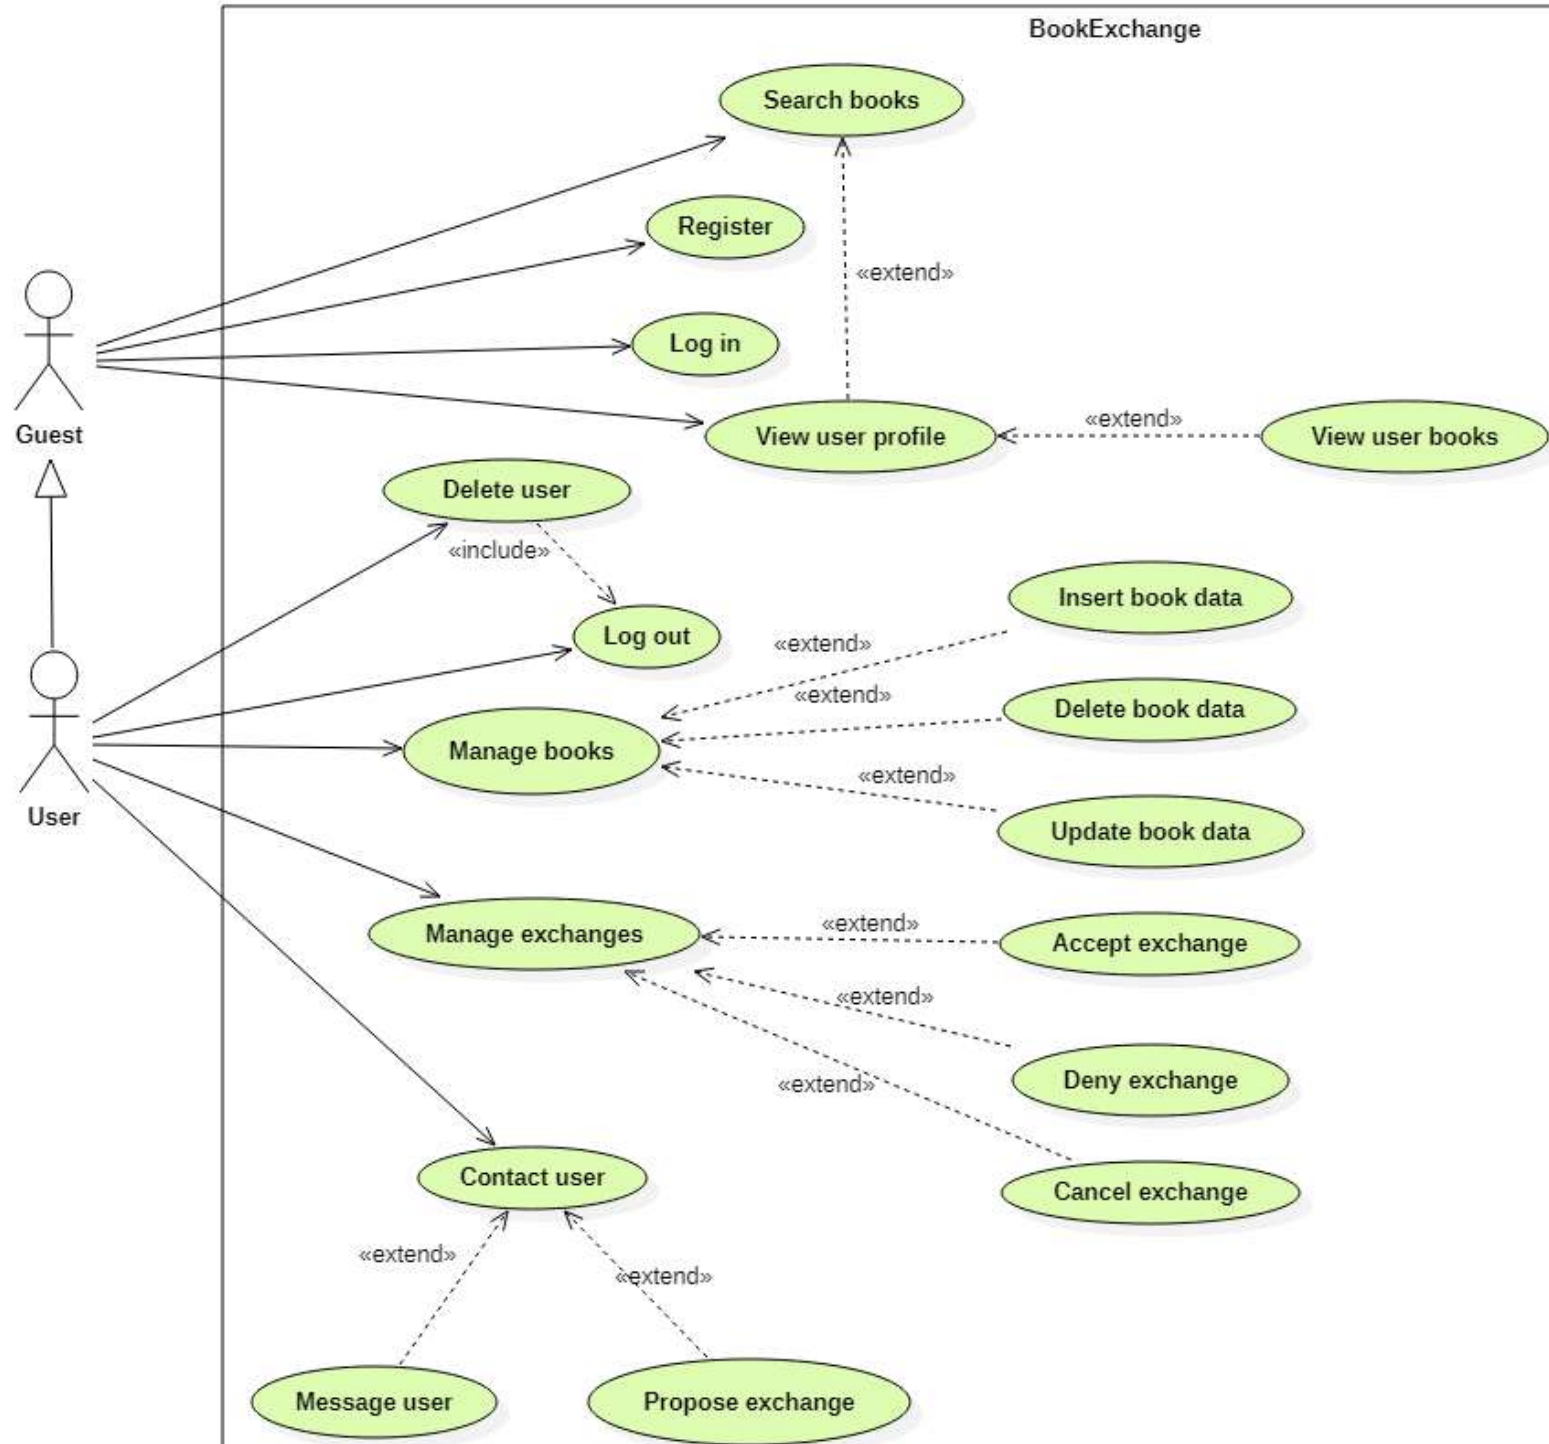 BookExchange
Search books
Register
«extend»
Log in
Guest
View user profile
«extend»
View user books
Delete user
«include»
Log out
Insert book data
«extend»
«extend»
Delete book data
Manage books
«extend»
Update book data
User
Manage exchanges
«extend»
Accept exchange
«extend»
Deny exchange
«extend»
Cancel exchange
Contact user
«extend»
«extend»
Message user
Propose exchange